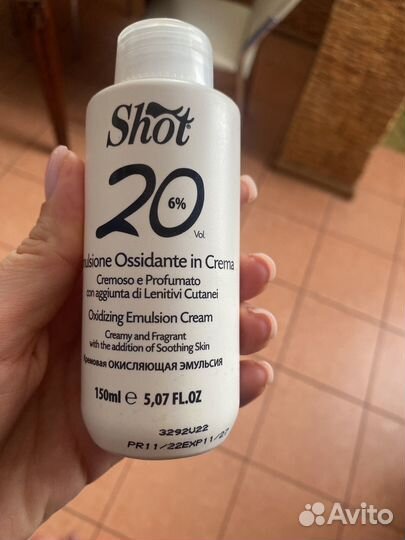 Shot
20
6%
Vol.
mulsione Ossidante in Crema
Cremoso e Profumato
con aggiunta di Lenitivi Cutanei
Oxidizing Emulsion Cream
Creamy and Fragrant
with the addition of Soothing Skin
Кремовая ОКИСЛЯЮЩАЯ ЭМУЛЬСИЯ
150ml e 5,07 FL.OZ
3292U22
PR11/22EXP11/27
Avito